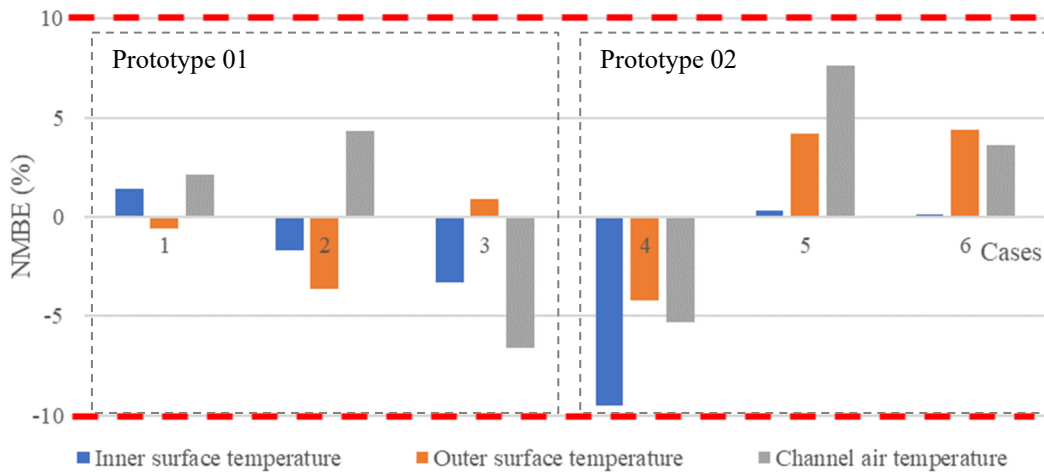 10
Prototype 01
Prototype 02
5
NMBE (%)
0
1
2
3
4
5
6
Cases
-5
-10
Inner surface temperature
Outer surface temperature
Channel air temperature